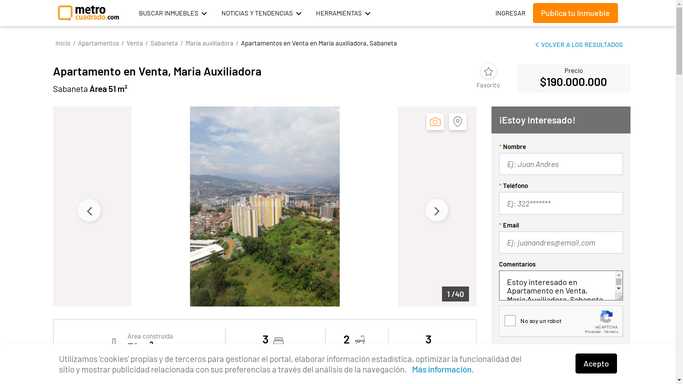 metro
cuadrado.com
BUSCAR INMUEBLES
NOTICIAS Y TENDENCIAS
HERRAMIENTAS
INGRESAR
Publica tu Inmueble
Inicio / Apartamentos / Venta / Sabaneta / Maria auxiliadora / Apartamentos en Venta en Maria auxiliadora, Sabaneta
VOLVER A LOS RESULTADOS
Apartamento en Venta, Maria Auxiliadora
Sabaneta Área 51 m²
Favorito
Precio
$190.000.000
1 /40
¡Estoy Interesado!
* Nombre
Ej: Juan Andres
* Teléfono
Ej: 322*******
* Email
Ej: juanandres@email.com
Comentarios
Estoy interesado en
Apartamento en Venta,
Maria Auxiliadora, Sabaneta
No soy un robot
reCAPTCHA
Privacidad - Términos
Área construida
3
2
3
Utilizamos 'cookies' propias y de terceros para gestionar el portal, elaborar información estadística, optimizar la funcionalidad del
sitio y mostrar publicidad relacionada con sus preferencias a través del análisis de la navegación. Más información.
Acepto